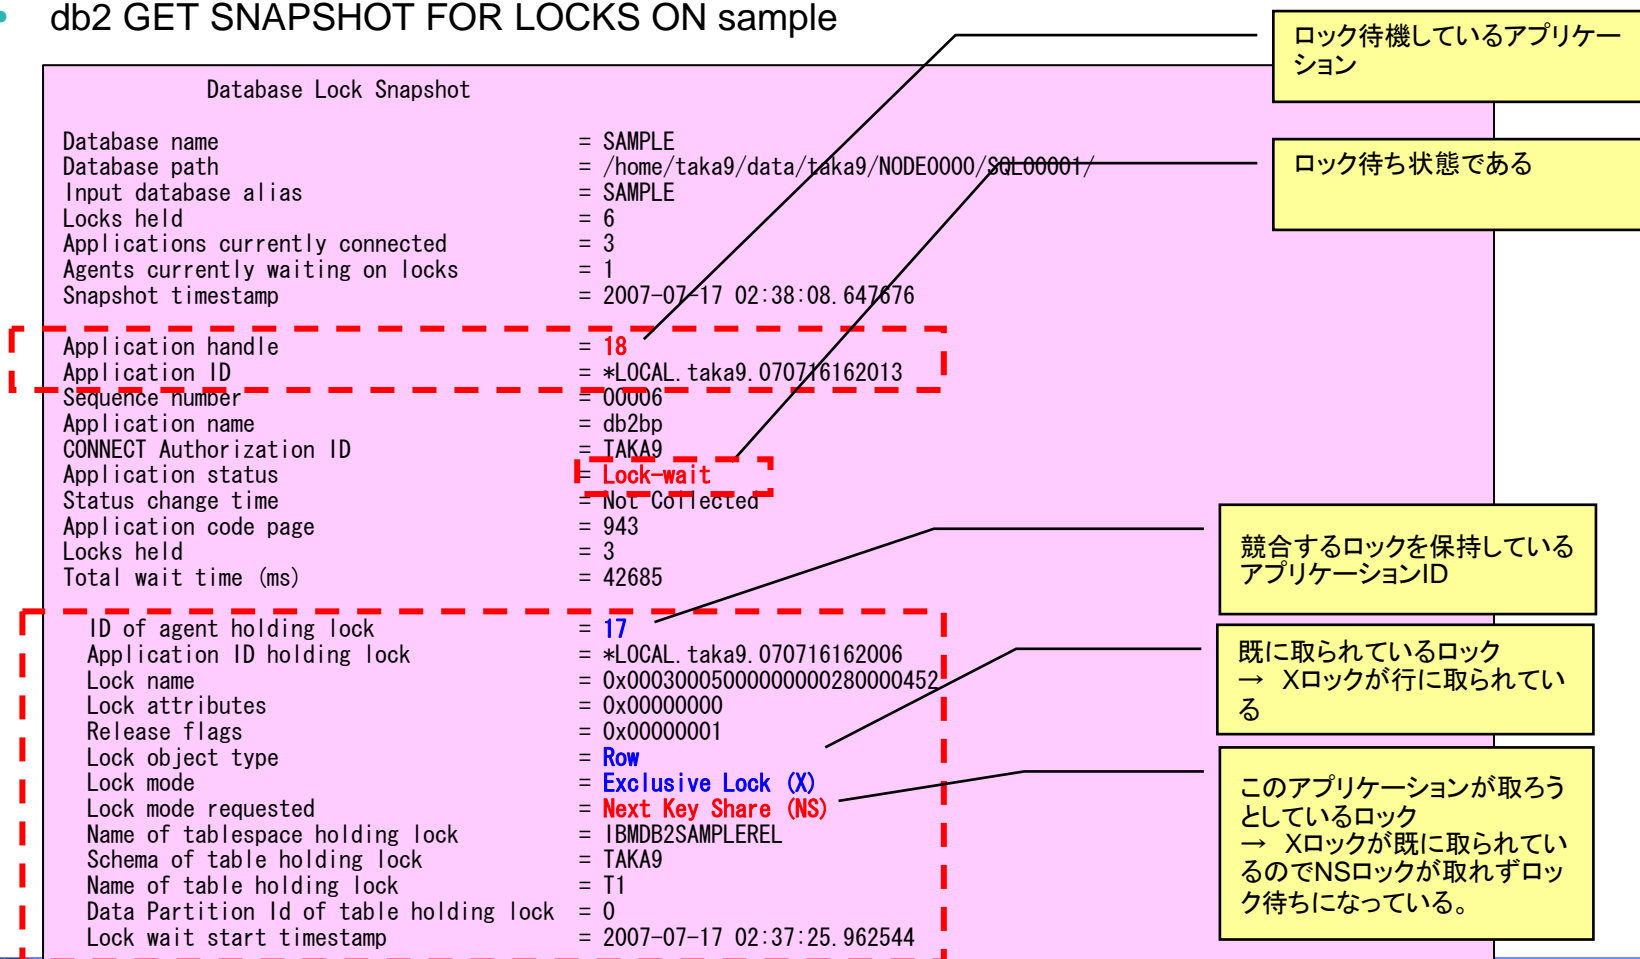 • db2 GET SNAPSHOT FOR LOCKS ON sample
Database Lock Snapshot
Database name = SAMPLE
Database path = /home/taka9/data/taka9/NODE0000/SQL00001/
Input database alias = SAMPLE
Locks held = 6
Applications currently connected = 3
Agents currently waiting on locks = 1
Snapshot timestamp = 2007-07-17 02:38:08.647676
Application handle = 18
Application ID = *LOCAL.taka9.070716162013
Sequence number = 00006
Application name = db2bp
CONNECT Authorization ID = TAKA9
Application status = Lock-wait
Status change time = Not Collected
Application code page = 943
Locks held = 3
Total wait time (ms) = 42685
ID of agent holding lock = 17
Application ID holding lock = *LOCAL.taka9.070716162006
Lock name = 0x00030005000000000280000452
Lock attributes = 0x00000000
Release flags = 0x00000001
Lock object type = Row
Lock mode = Exclusive Lock (X)
Lock mode requested = Next Key Share (NS)
Name of tablespace holding lock = IBMDB2SAMPLEREL
Schema of table holding lock = TAKA9
Name of table holding lock = T1
Data Partition Id of table holding lock = 0
Lock wait start timestamp = 2007-07-17 02:37:25.962544
ロック待機しているアプリケー
ション
ロック待ち状態である
競合するロックを保持している
アプリケーションID
既に取られているロック
→ Xロックが行に取られてい
る
このアプリケーションが取ろう
としているロック
→ Xロックが既に取られてい
るのでNSロックが取れずロッ
ク待ちになっている。